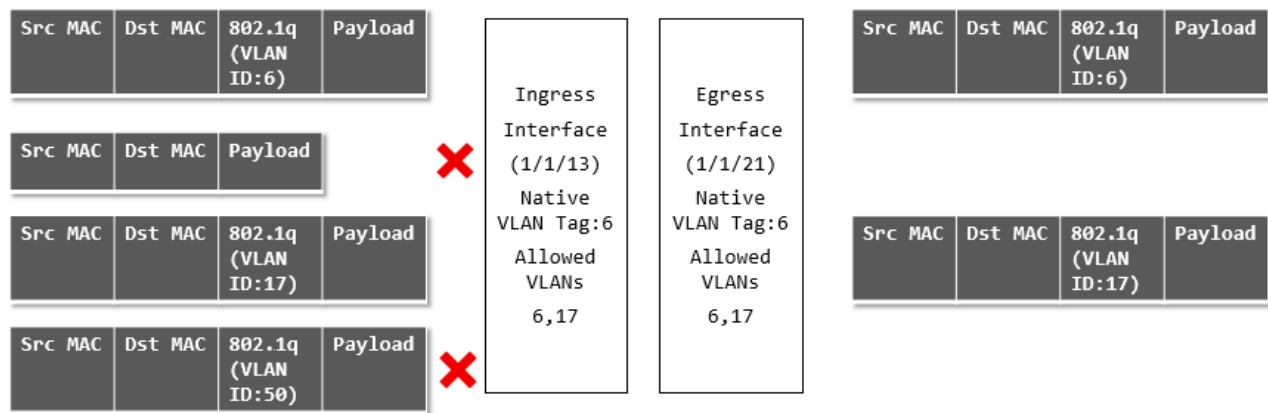 Src MAC Dst MAC 802.1q Payload
(VLAN
ID:6)
Src MAC Dst MAC Payload
Src MAC Dst MAC 802.1q Payload
(VLAN
ID:17)
Src MAC Dst MAC 802.1q Payload
(VLAN
ID:50)
Ingress
Interface
(1/1/13)
Native
VLAN Tag:6
Allowed
VLANs
6,17
Egress
Interface
(1/1/21)
Native
VLAN Tag:6
Allowed
VLANs
6,17
Src MAC Dst MAC 802.1q Payload
(VLAN
ID:6)
Src MAC Dst MAC 802.1q Payload
(VLAN
ID:17)